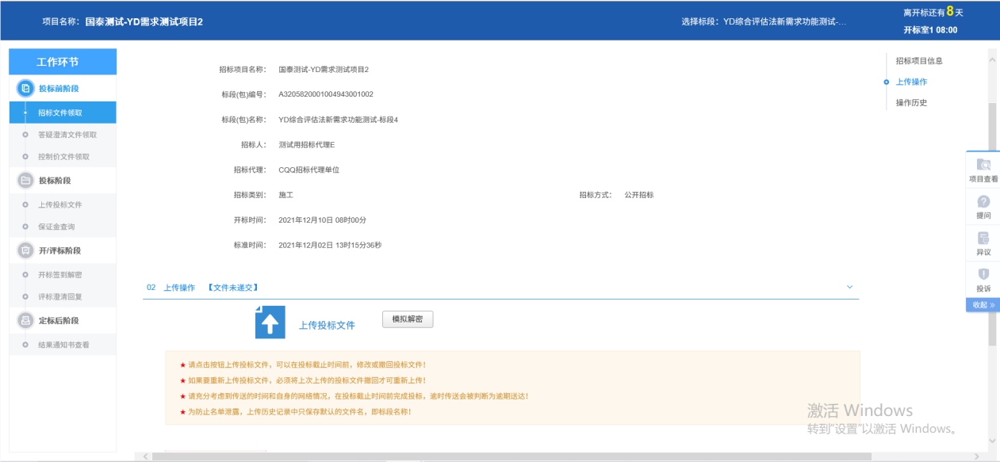 项目名称： 国泰测试-YD需求测试项目2
选择标段： YD综合评估法新需求功能测试-...
离开标还有8天
开标室1 08:00
工作环节
投标前阶段
招标文件领取
答疑澄清文件领取
控制价文件领取
投标阶段
上传投标文件
保证金查询
开/评标阶段
开标签到解密
评标澄清回复
定标后阶段
结果通知书查看
招标项目名称： 国泰测试-YD需求测试项目2
标段(包)编号： A3205820001004943001002
标段(包)名称： YD综合评估法新需求功能测试-标段4
招标人： 测试用招标代理E
招标代理： CQQ招标代理单位
招标类别： 施工 招标方式： 公开招标
开标时间： 2021年12月10日 08时00分
标准时间： 2021年12月02日 13时15分36秒
02 上传操作 【文件未递交】
上传投标文件 模拟解密
★ 请点击按钮上传投标文件，可以在投标截止时间前，修改或撤回投标文件！
★ 如果要重新上传投标文件，必须将上次上传的投标文件撤回才可重新上传！
★ 请充分考虑到传送的时间和自身的网络情况，在投标截止时间前完成投标，逾时传送会被判断为逾期送达！
★ 为防止名单泄露，上传历史记录中只保存默认的文件名，即标段名称！
招标项目信息
上传操作
操作历史
项目查看
提问
异议
投诉
收起 »
激活 Windows
转到"设置"以激活 Windows。